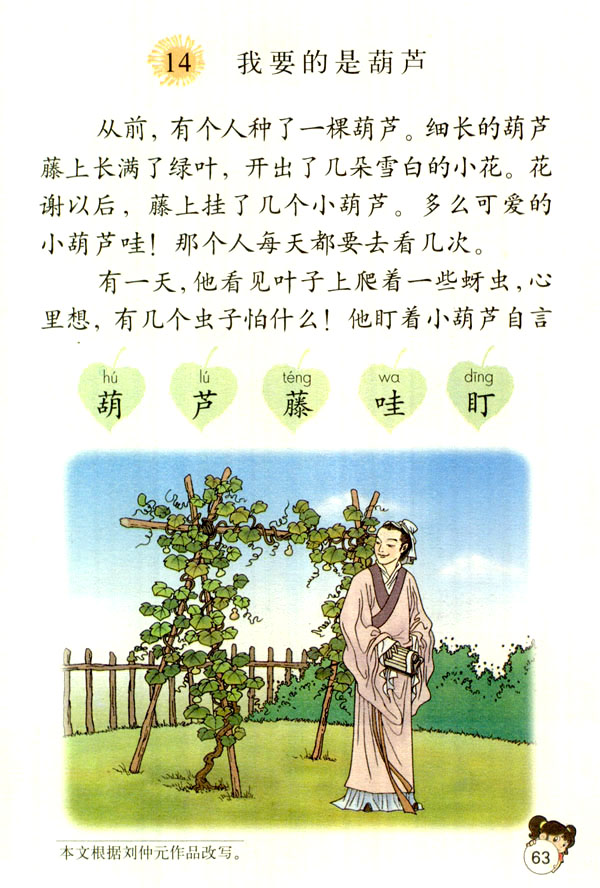 14 我要的是葫芦
从前，有个人种了一棵葫芦。细长的葫芦
藤上长满了绿叶，开出了几朵雪白的小花。花
谢以后，藤上挂了几个小葫芦。多么可爱的
小葫芦哇！那个人每天都要去看几次。
有一天，他看见叶子上爬着一些蚜虫，心
里想，有几个虫子怕什么！他盯着小葫芦自言
hú lú téng wa dīng
葫 芦 藤 哇 盯
本文根据刘仲元作品改写。
63